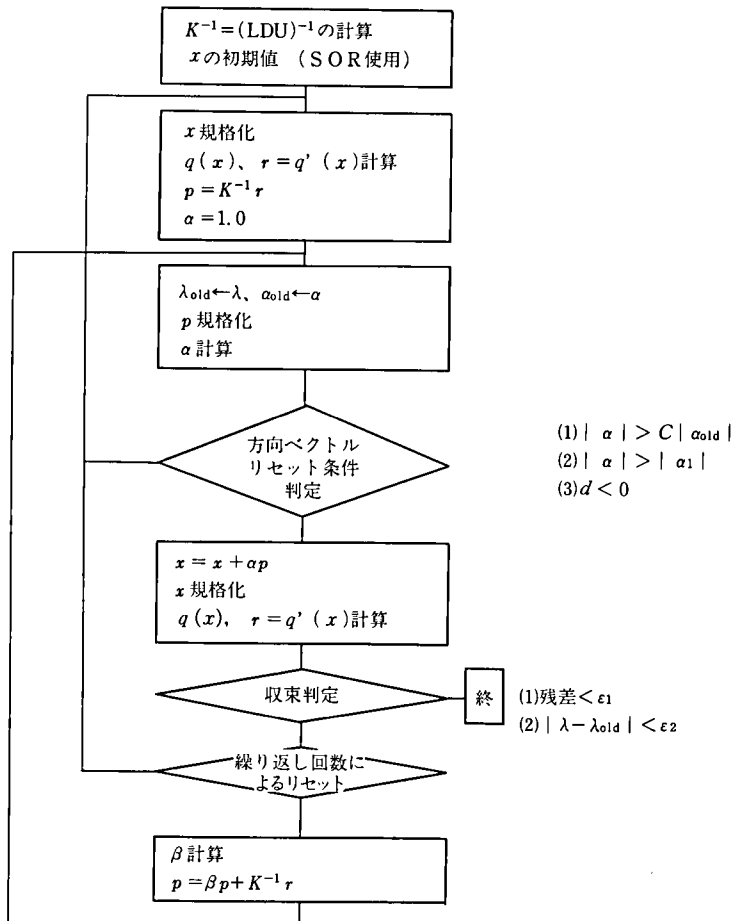 K⁻¹=(LDU)⁻¹の計算
xの初期値 (SOR使用)
x規格化
q(x)、r=q'(x)計算
p=K⁻¹r
α=1.0
λold←λ、αold←α
p規格化
α計算
方向ベクトル
リセット条件
判定
(1)|α|>C|αold|
(2)|α|>|α1|
(3)d<0
x=x+αp
x規格化
q(x), r=q'(x)計算
収束判定
終
(1)残差<ε1
(2)|λ-λold|<ε2
繰り返し回数に
よるリセット
β計算
p=βp+K⁻¹r